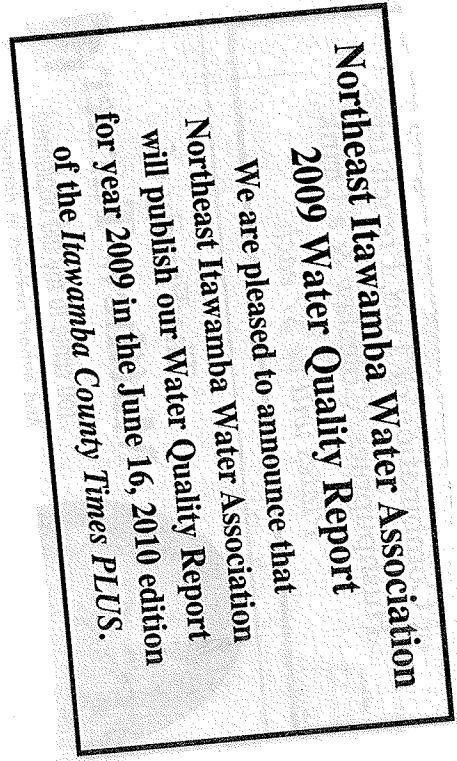 Northeast Itawamba Water Association
2009 Water Quality Report
We are pleased to announce that
Northeast Itawamba Water Association
will publish our Water Quality Report
for year 2009 in the June 16, 2010 edition
of the Itawamba County Times PLUS.